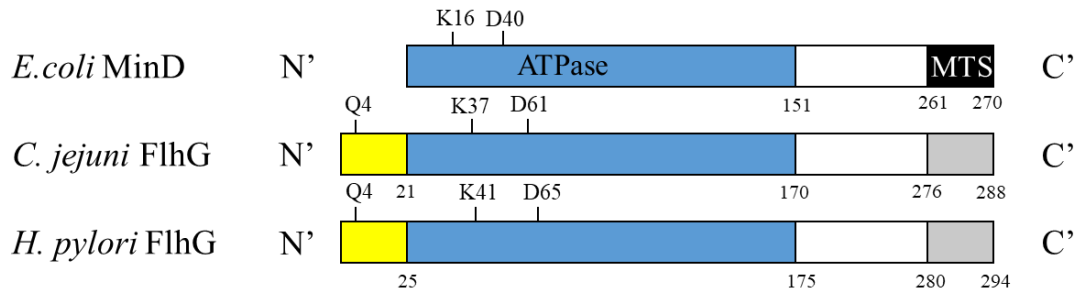 K16 D40
E.coli MinD N’ ATPase MTS C’
151 261 270
Q4 K37 D61
C. jejuni FlhG N’ C’
21 170 276 288
Q4 K41 D65
H. pylori FlhG N’ C’
25 175 280 294